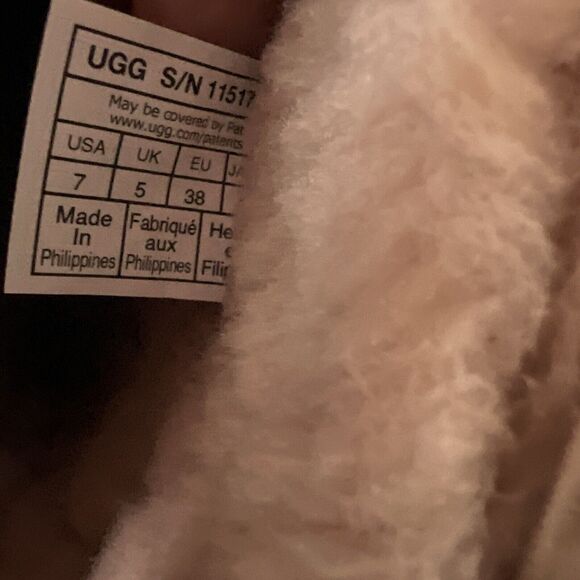 UGG S/N 11517
May be covered by Pat
www.ugg.com/patents
USA UK EU
7 5 38
Made Fabriqué
In aux
Philippines Philippines